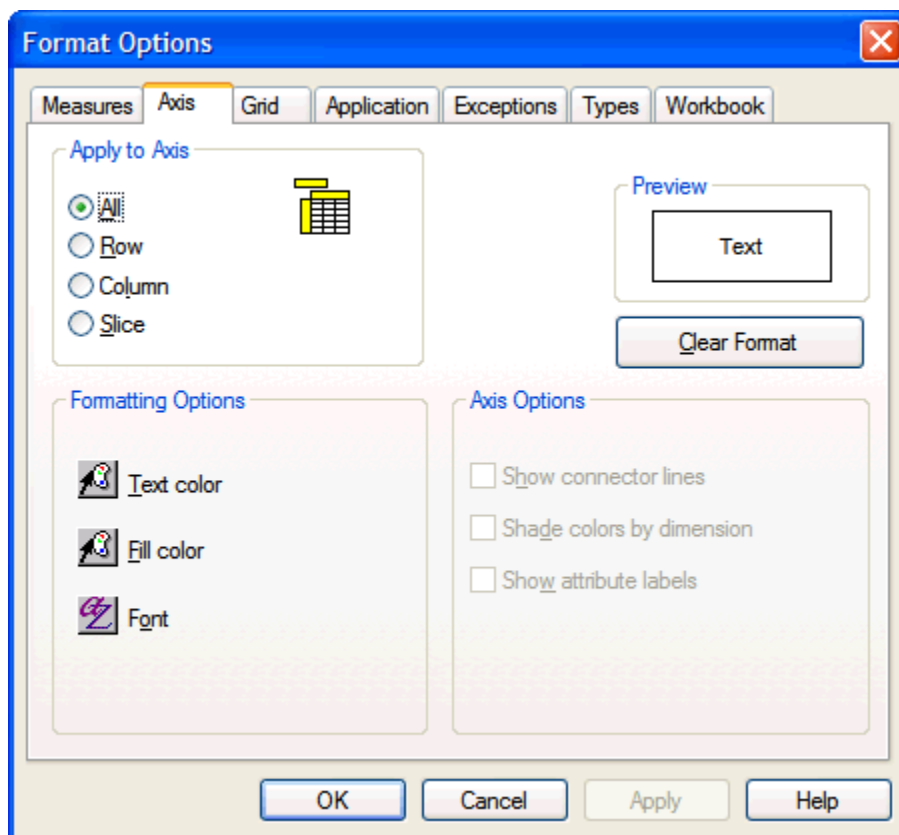 Format Options
Measures Axis Grid Application Exceptions Types Workbook
Apply to Axis
All
Row
Column
Slice
Preview
Text
Clear Format
Formatting Options
Text color
Fill color
Font
Axis Options
Show connector lines
Shade colors by dimension
Show attribute labels
OK Cancel Apply Help